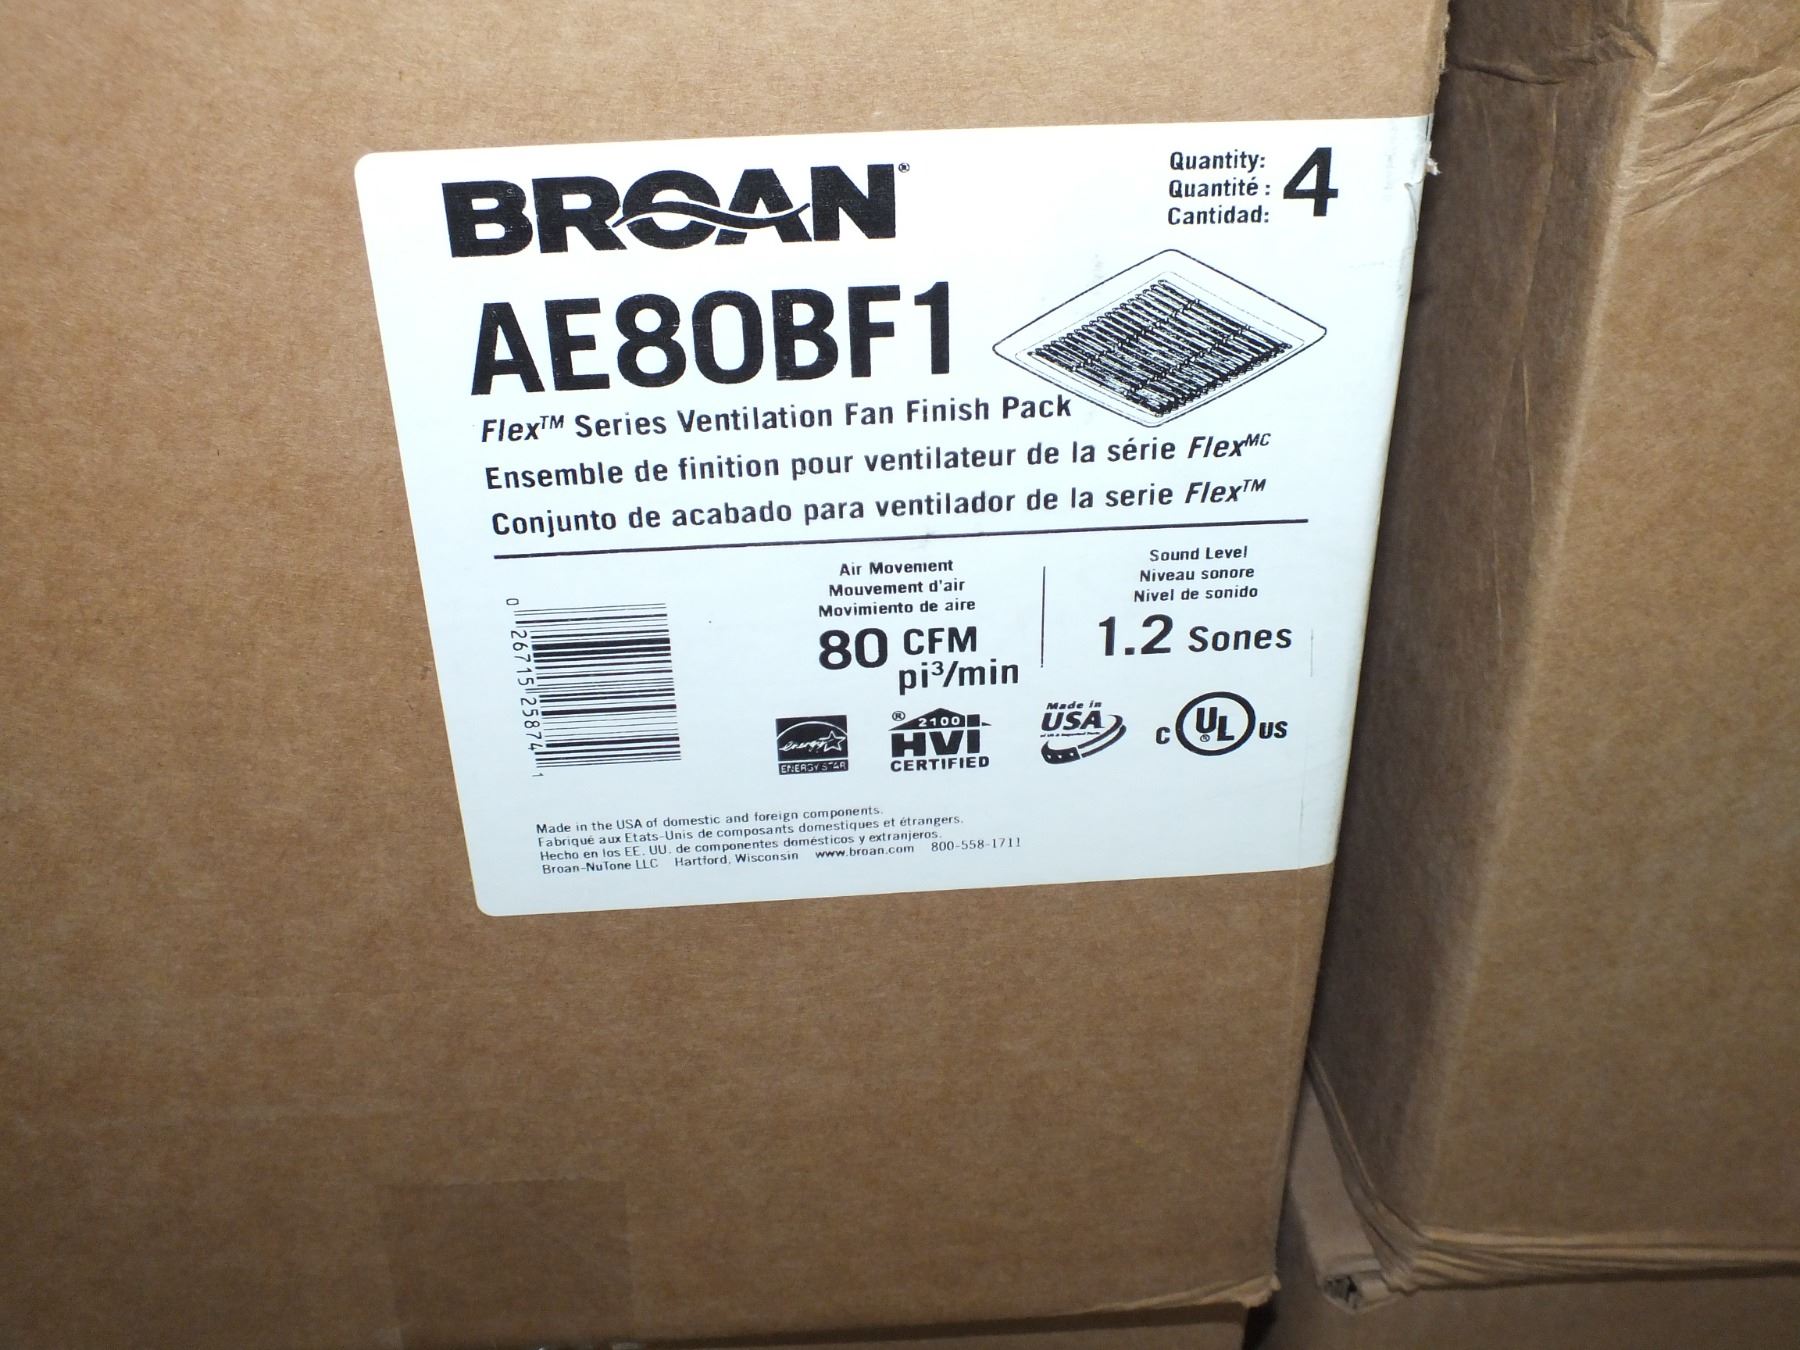 BROAN®
Quantity:
Quantité :
Cantidad:
4
AE80BF1
Flex™ Series Ventilation Fan Finish Pack
Ensemble de finition pour ventilateur de la série Flexᴹᶜ
Conjunto de acabado para ventilador de la serie Flex™
Air Movement
Mouvement d'air
Movimiento de aire
80 CFM
pi³/min
Sound Level
Niveau sonore
Nivel de sonido
1.2 Sones
0 26715 25874 1
energy
ENERGY STAR
® 2100
HVI
CERTIFIED
Made in
USA
c UL ® US
Made in the USA of domestic and foreign components.
Fabriqué aux Etats-Unis de composants domestiques et étrangers.
Hecho en los EE. UU. de componentes domésticos y extranjeros.
Broan-NuTone LLC Hartford, Wisconsin www.broan.com 800-558-1711